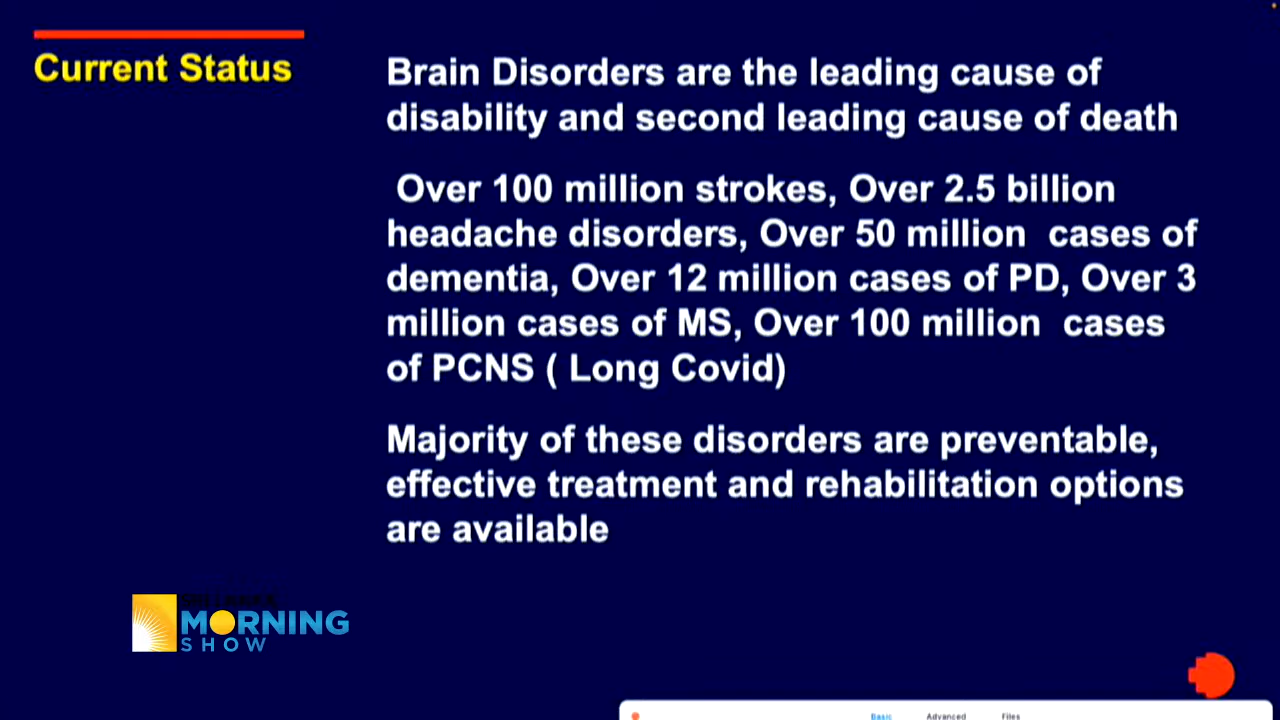 Current Status
Brain Disorders are the leading cause of
disability and second leading cause of death
Over 100 million strokes, Over 2.5 billion
headache disorders, Over 50 million cases of
dementia, Over 12 million cases of PD, Over 3
million cases of MS, Over 100 million cases
of PCNS ( Long Covid)
Majority of these disorders are preventable,
effective treatment and rehabilitation options
are available
MORNING
SHOW
Basic Advanced Files